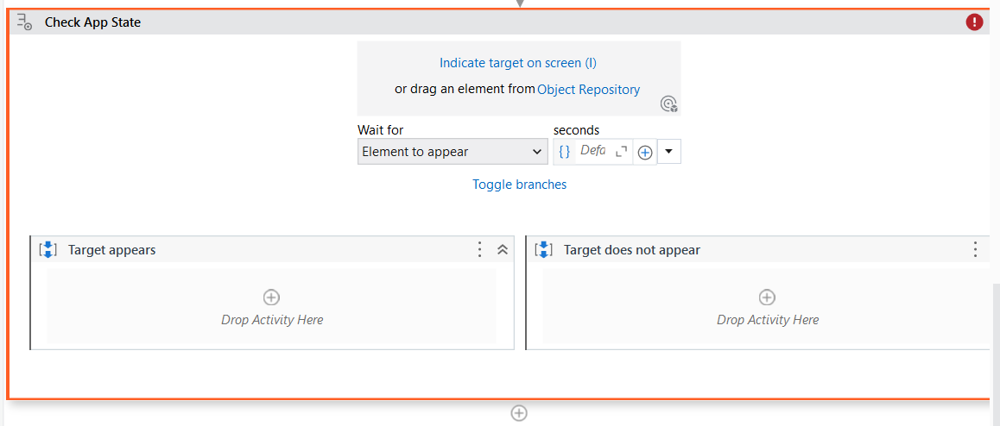 Check App State
Indicate target on screen (I)
or drag an element from Object Repository
Wait for seconds
Element to appear {} Defa
Toggle branches
Target appears Target does not appear
Drop Activity Here Drop Activity Here